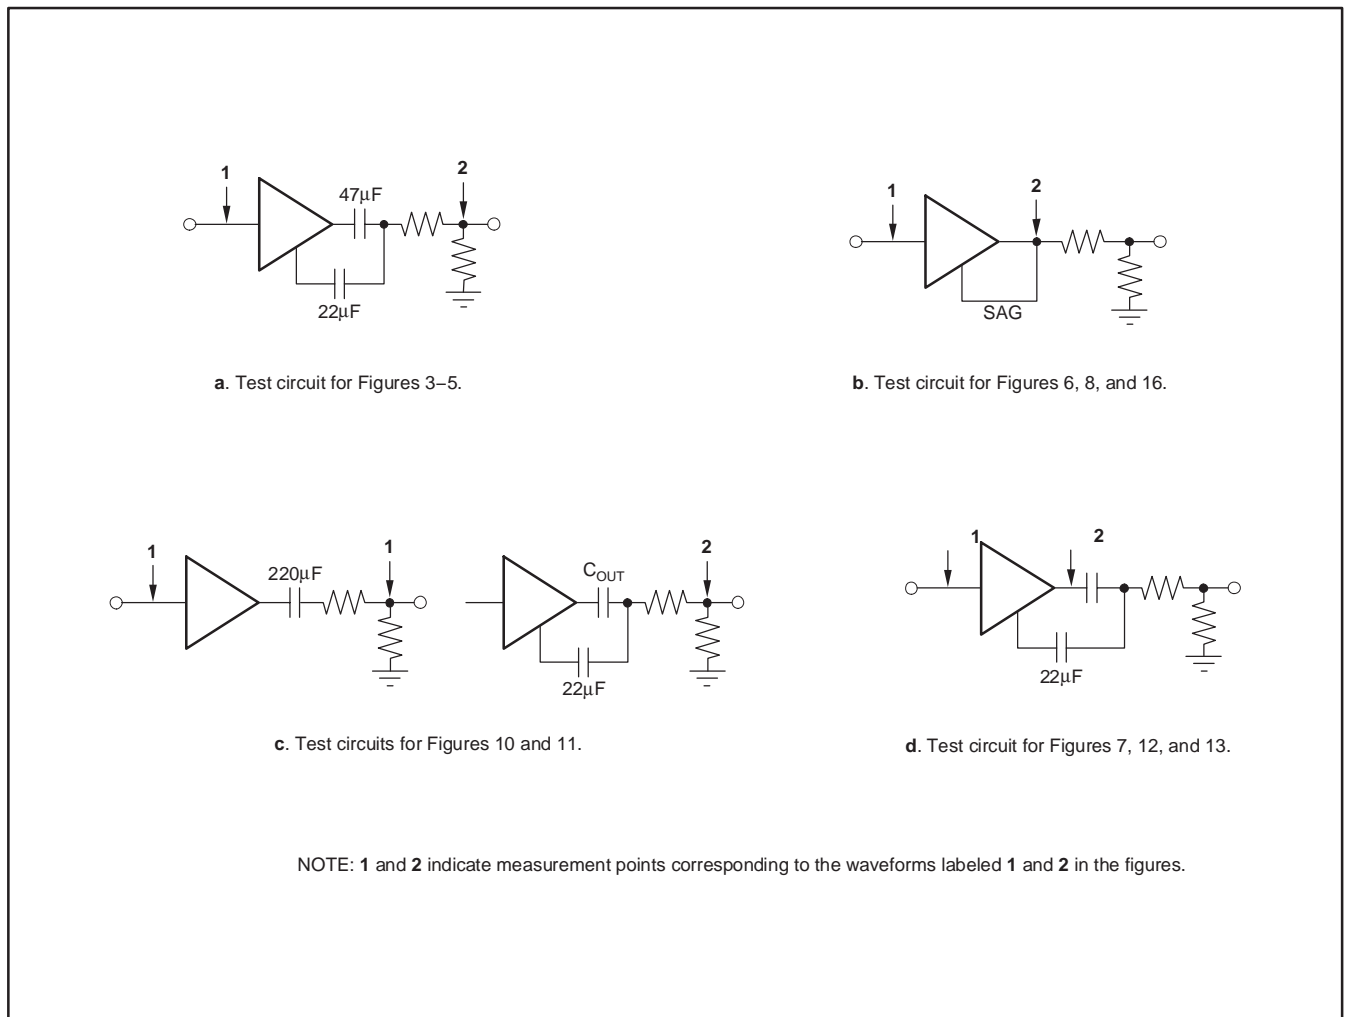 1
2
47μF
22μF
a. Test circuit for Figures 3–5.
1
2
SAG
b. Test circuit for Figures 6, 8, and 16.
1
1
220μF
2
COUT
22μF
c. Test circuits for Figures 10 and 11.
1
2
22μF
d. Test circuit for Figures 7, 12, and 13.
NOTE: 1 and 2 indicate measurement points corresponding to the waveforms labeled 1 and 2 in the figures.